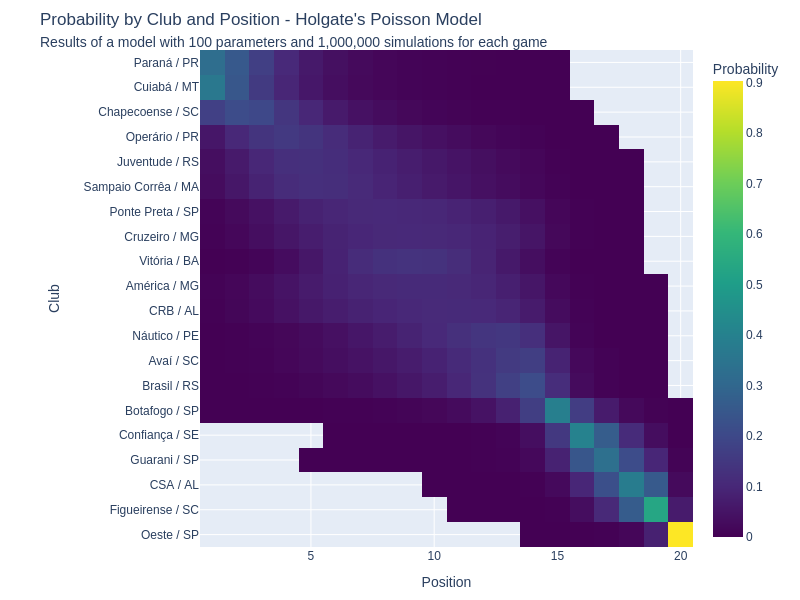 Probability by Club and Position - Holgate's Poisson Model
Results of a model with 100 parameters and 1,000,000 simulations for each game
Probability
Paraná / PR
Cuiabá / MT
Chapecoense / SC
Operário / PR
Juventude / RS
Sampaio Corrêa / MA
Ponte Preta / SP
Cruzeiro / MG
Vitória / BA
América / MG
CRB / AL
Náutico / PE
Avaí / SC
Brasil / RS
Botafogo / SP
Confiança / SE
Guarani / SP
CSA / AL
Figueirense / SC
Oeste / SP
Club
5
10
15
20
Position
0.9
0.8
0.7
0.6
0.5
0.4
0.3
0.2
0.1
0